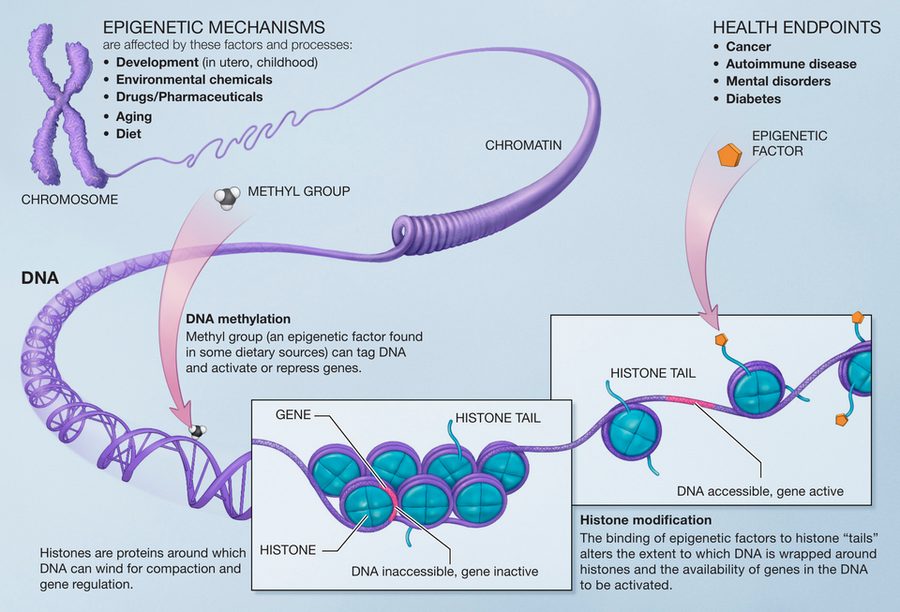 EPIGENETIC MECHANISMS
are affected by these factors and processes:
• Development (in utero, childhood)
• Environmental chemicals
• Drugs/Pharmaceuticals
• Aging
• Diet
HEALTH ENDPOINTS
• Cancer
• Autoimmune disease
• Mental disorders
• Diabetes
EPIGENETIC
FACTOR
CHROMATIN
CHROMOSOME
METHYL GROUP
DNA
DNA methylation
Methyl group (an epigenetic factor found
in some dietary sources) can tag DNA
and activate or repress genes.
HISTONE TAIL
GENE
HISTONE TAIL
DNA accessible, gene active
HISTONE
DNA inaccessible, gene inactive
Histones are proteins around which
DNA can wind for compaction and
gene regulation.
Histone modification
The binding of epigenetic factors to histone “tails”
alters the extent to which DNA is wrapped around
histones and the availability of genes in the DNA
to be activated.